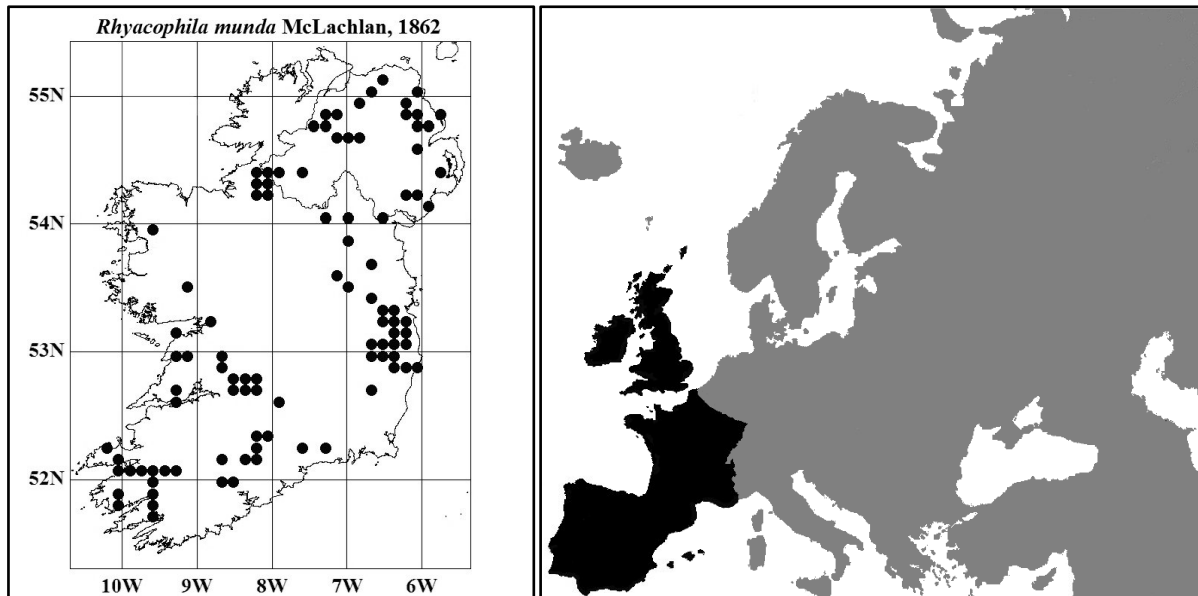 Rhyacophila munda McLachlan, 1862
55N
54N
53N
52N
10W 9W 8W 7W 6W